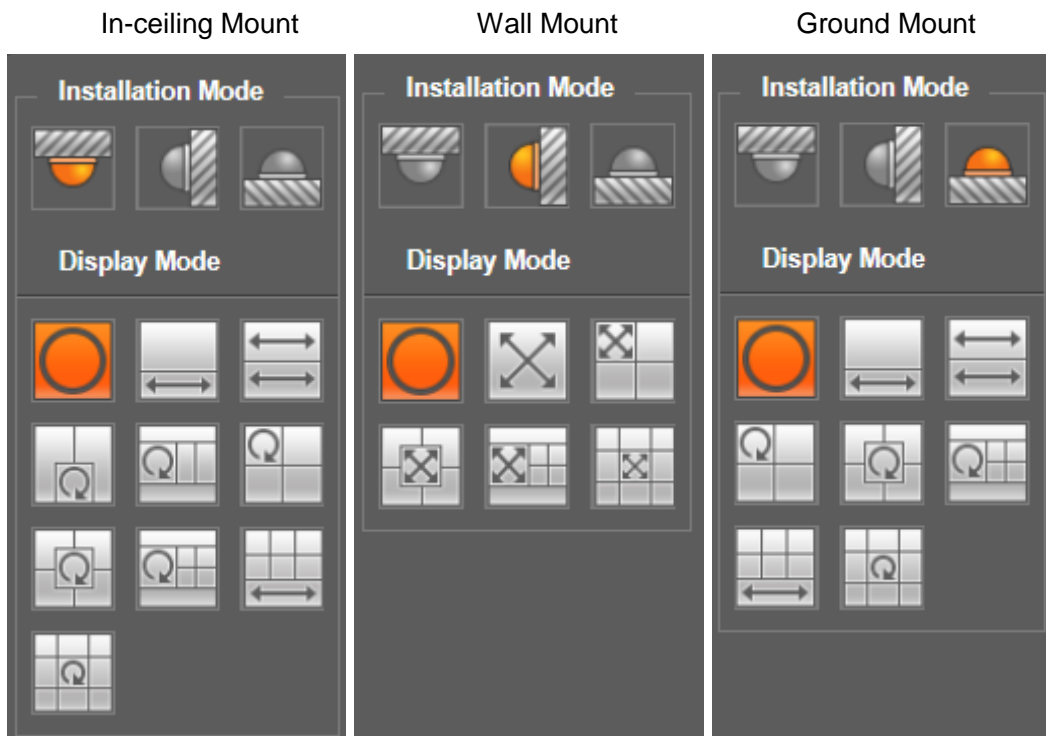 In-ceiling Mount
Wall Mount
Ground Mount
Installation Mode
Installation Mode
Installation Mode
Display Mode
Display Mode
Display Mode